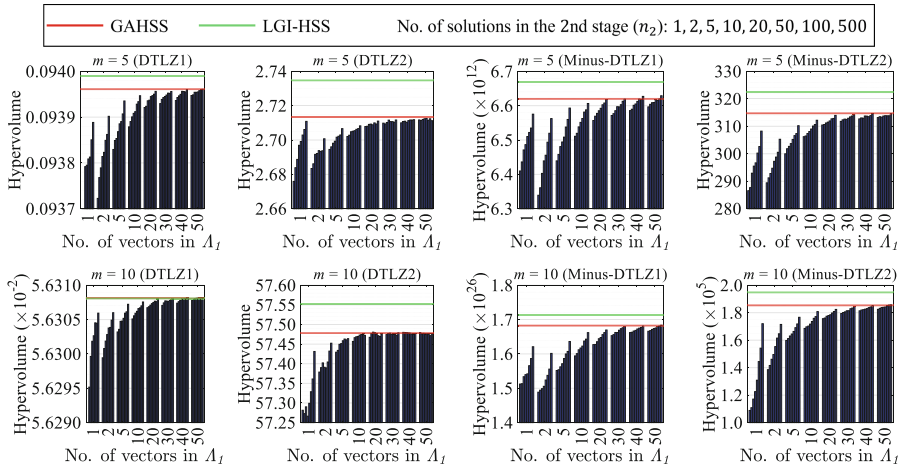 GAHSS LGI-HSS No. of solutions in the 2nd stage (n₂): 1, 2, 5, 10, 20, 50, 100, 500
m = 5 (DTLZ1)
Hypervolume
0.0940
0.0939
0.0938
0.0937
1 2 5 10 20 30 40 50
No. of vectors in Λ₁
m = 5 (DTLZ2)
Hypervolume
2.74
2.72
2.70
2.68
2.66
1 2 5 10 20 30 40 50
No. of vectors in Λ₁
m = 5 (Minus-DTLZ1)
Hypervolume (×10¹²)
6.7
6.6
6.5
6.4
6.3
1 2 5 10 20 30 40 50
No. of vectors in Λ₁
m = 5 (Minus-DTLZ2)
Hypervolume
330
320
310
300
290
280
1 2 5 10 20 30 40 50
No. of vectors in Λ₁
m = 10 (DTLZ1)
Hypervolume (×10⁻²)
5.6310
5.6305
5.6300
5.6295
5.6290
1 2 5 10 20 30 40 50
No. of vectors in Λ₁
m = 10 (DTLZ2)
Hypervolume
57.60
57.50
57.40
57.30
57.25
1 2 5 10 20 30 40 50
No. of vectors in Λ₁
m = 10 (Minus-DTLZ1)
Hypervolume (×10²⁶)
1.8
1.7
1.6
1.5
1.4
1 2 5 10 20 30 40 50
No. of vectors in Λ₁
m = 10 (Minus-DTLZ2)
Hypervolume (×10⁵)
2.0
1.8
1.6
1.4
1.2
1.0
1 2 5 10 20 30 40 50
No. of vectors in Λ₁